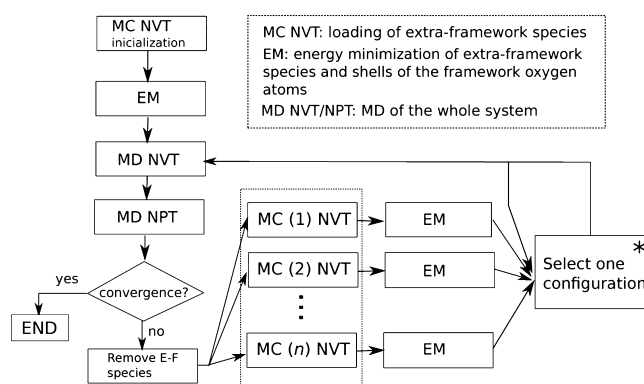 MC NVT
inicialization
EM
MD NVT
MD NPT
convergence?
yes
END
no
Remove E-F
species
MC NVT: loading of extra-framework species
EM: energy minimization of extra-framework
species and shells of the framework oxygen
atoms
MD NVT/NPT: MD of the whole system
MC (1) NVT
EM
MC (2) NVT
EM
MC (n) NVT
EM
*
Select one
configuration